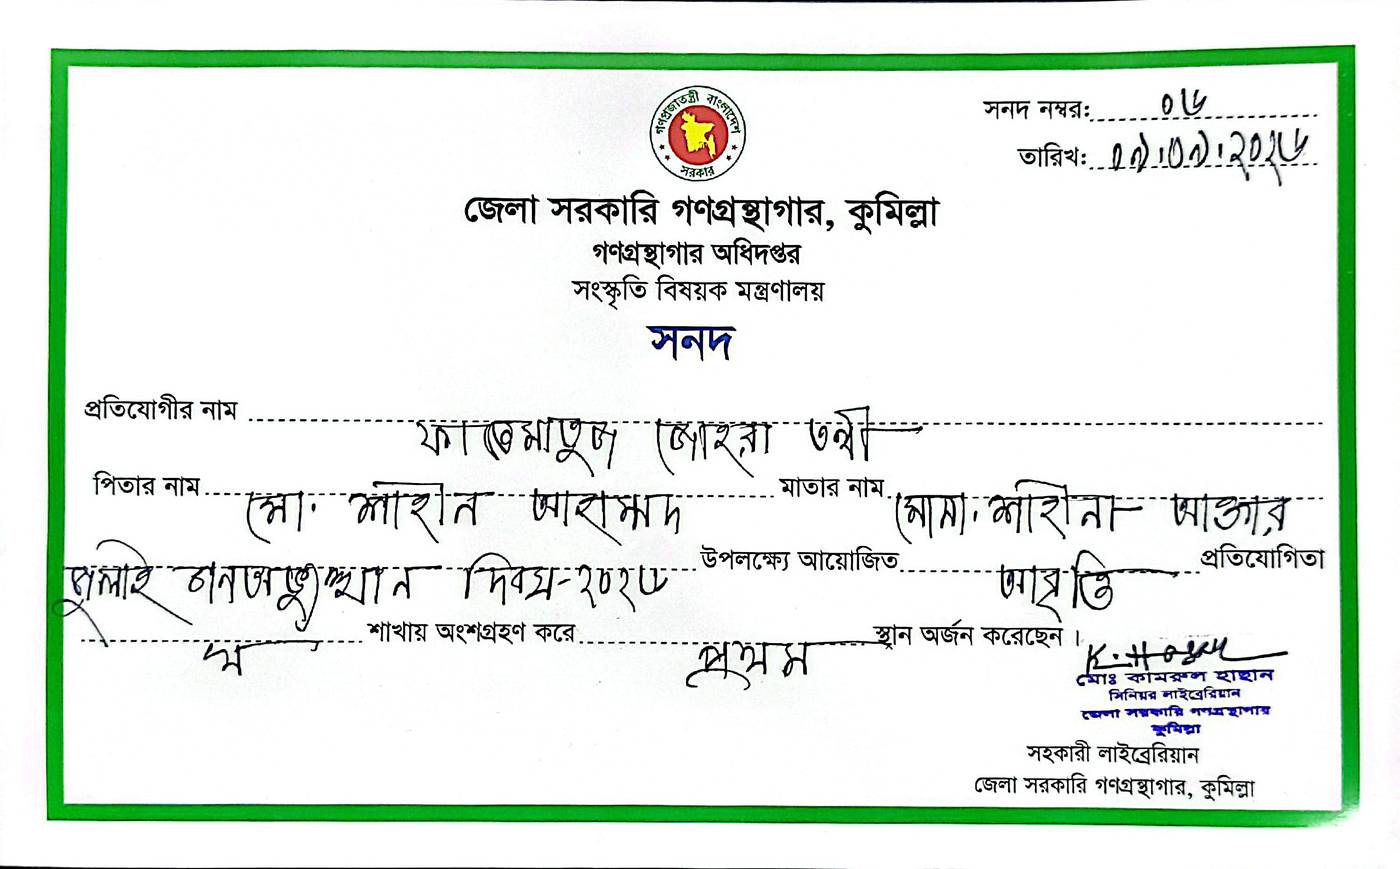 গণপ্রজাতন্ত্রী বাংলাদেশ
সরকার
সনদ নম্বর: ০৬
তারিখ: ০৯.০৯.২০২৬
জেলা সরকারি গণগ্রন্থাগার, কুমিল্লা
গণগ্রন্থাগার অধিদপ্তর
সংস্কৃতি বিষয়ক মন্ত্রণালয়
সনদ
প্রতিযোগীর নাম ফাতেমাতুজ জোহরা তন্বী
পিতার নাম মো. শাহীন আহাম্মদ মাতার নাম মোসা. শাহীনা আক্তার
জুলাই গনঅভ্যুত্থান দিবস-২০২৬ উপলক্ষ্যে আয়োজিত আবৃত্তি প্রতিযোগিতা
শাখায় অংশগ্রহণ করে প্রথম স্থান অর্জন করেছেন।
মোঃ কামরুল হাছান
সিনিয়র লাইব্রেরিয়ান
জেলা সরকারি গণগ্রন্থাগার
কুমিল্লা
সহকারী লাইব্রেরিয়ান
জেলা সরকারি গণগ্রন্থাগার, কুমিল্লা